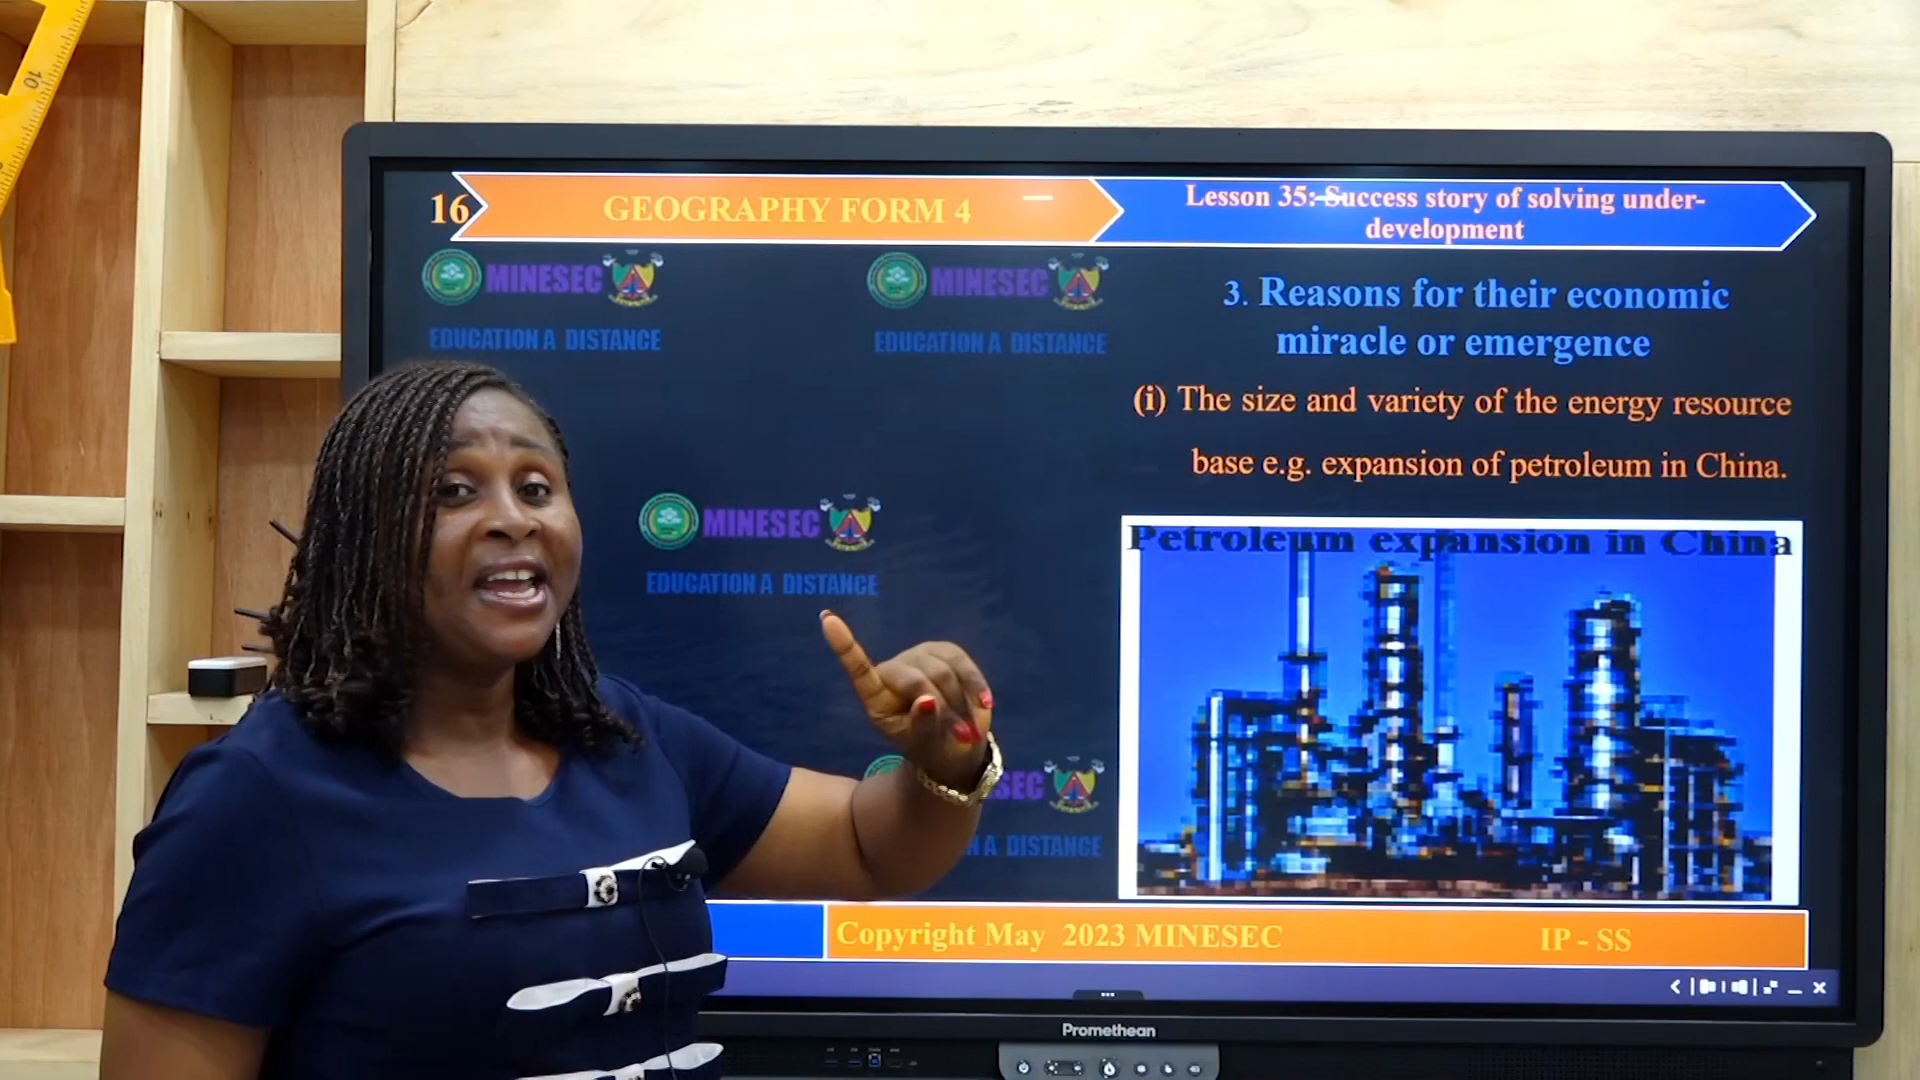 16
GEOGRAPHY FORM 4
Lesson 35: Success story of solving under-
development
MINESEC
EDUCATION A DISTANCE
MINESEC
EDUCATION A DISTANCE
3. Reasons for their economic
miracle or emergence
(i) The size and variety of the energy resource
base e.g. expansion of petroleum in China.
MINESEC
EDUCATION A DISTANCE
Petroleum expansion in China
SEC
A DISTANCE
Copyright May 2023 MINESEC
IP - SS
Promethean
10